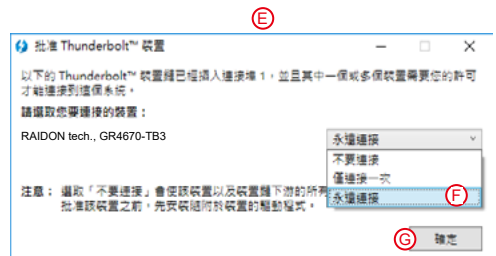 E
批准 Thunderbolt™ 裝置
以下的 Thunderbolt™ 裝置鏈已經插入連接埠 1，並且其中一個或多個裝置需要您的許可
才能連接到這個系統。
請選取您要連接的裝置：
RAIDON tech., GR4670-TB3
永遠連接
不要連接
僅連接一次
永遠連接
F
注意： 選取「不要連接」會使該裝置以及裝置鏈下游的所有
批准該裝置之前，先安裝隨附於裝置的驅動程式。
G
確定